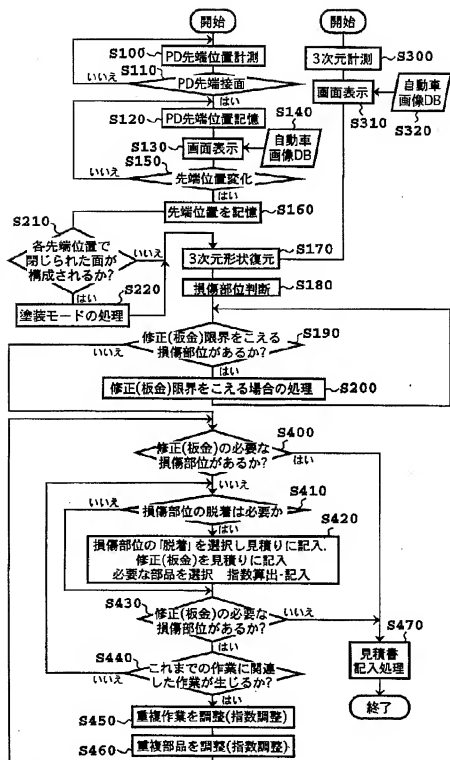 開始
S100
PD先端位置計測
S110
PD先端接面
いいえ
はい
S120
PD先端位置記憶
S140
S130
画面表示
自動車
画像DB
S150
先端位置変化
いいえ
はい
S160
先端位置を記憶
S210
各先端位置で
閉じられた面が
構成されるか?
いいえ
はい
S220
塗装モードの処理
開始
S300
3次元計測
画面表示
S310
自動車
画像DB
S320
S170
3次元形状復元
S180
損傷部位判断
S190
修正(板金)限界をこえる
損傷部位があるか?
いいえ
はい
S200
修正(板金)限界をこえる場合の処理
S400
修正(板金)の必要な
損傷部位があるか?
はい
いいえ
S410
損傷部位の脱着は必要か
いいえ
はい
S420
損傷部位の「脱着」を選択し見積りに記入.
修正(板金)を見積りに記入
必要な部品を選択 指数算出・記入
S430
修正(板金)の必要な
損傷部位があるか?
いいえ
はい
S440
これまでの作業に関連
した作業が生じるか?
いいえ
はい
S450
重複作業を調整(指数調整)
S460
重複部品を調整(指数調整)
S470
見積書
記入処理
終了